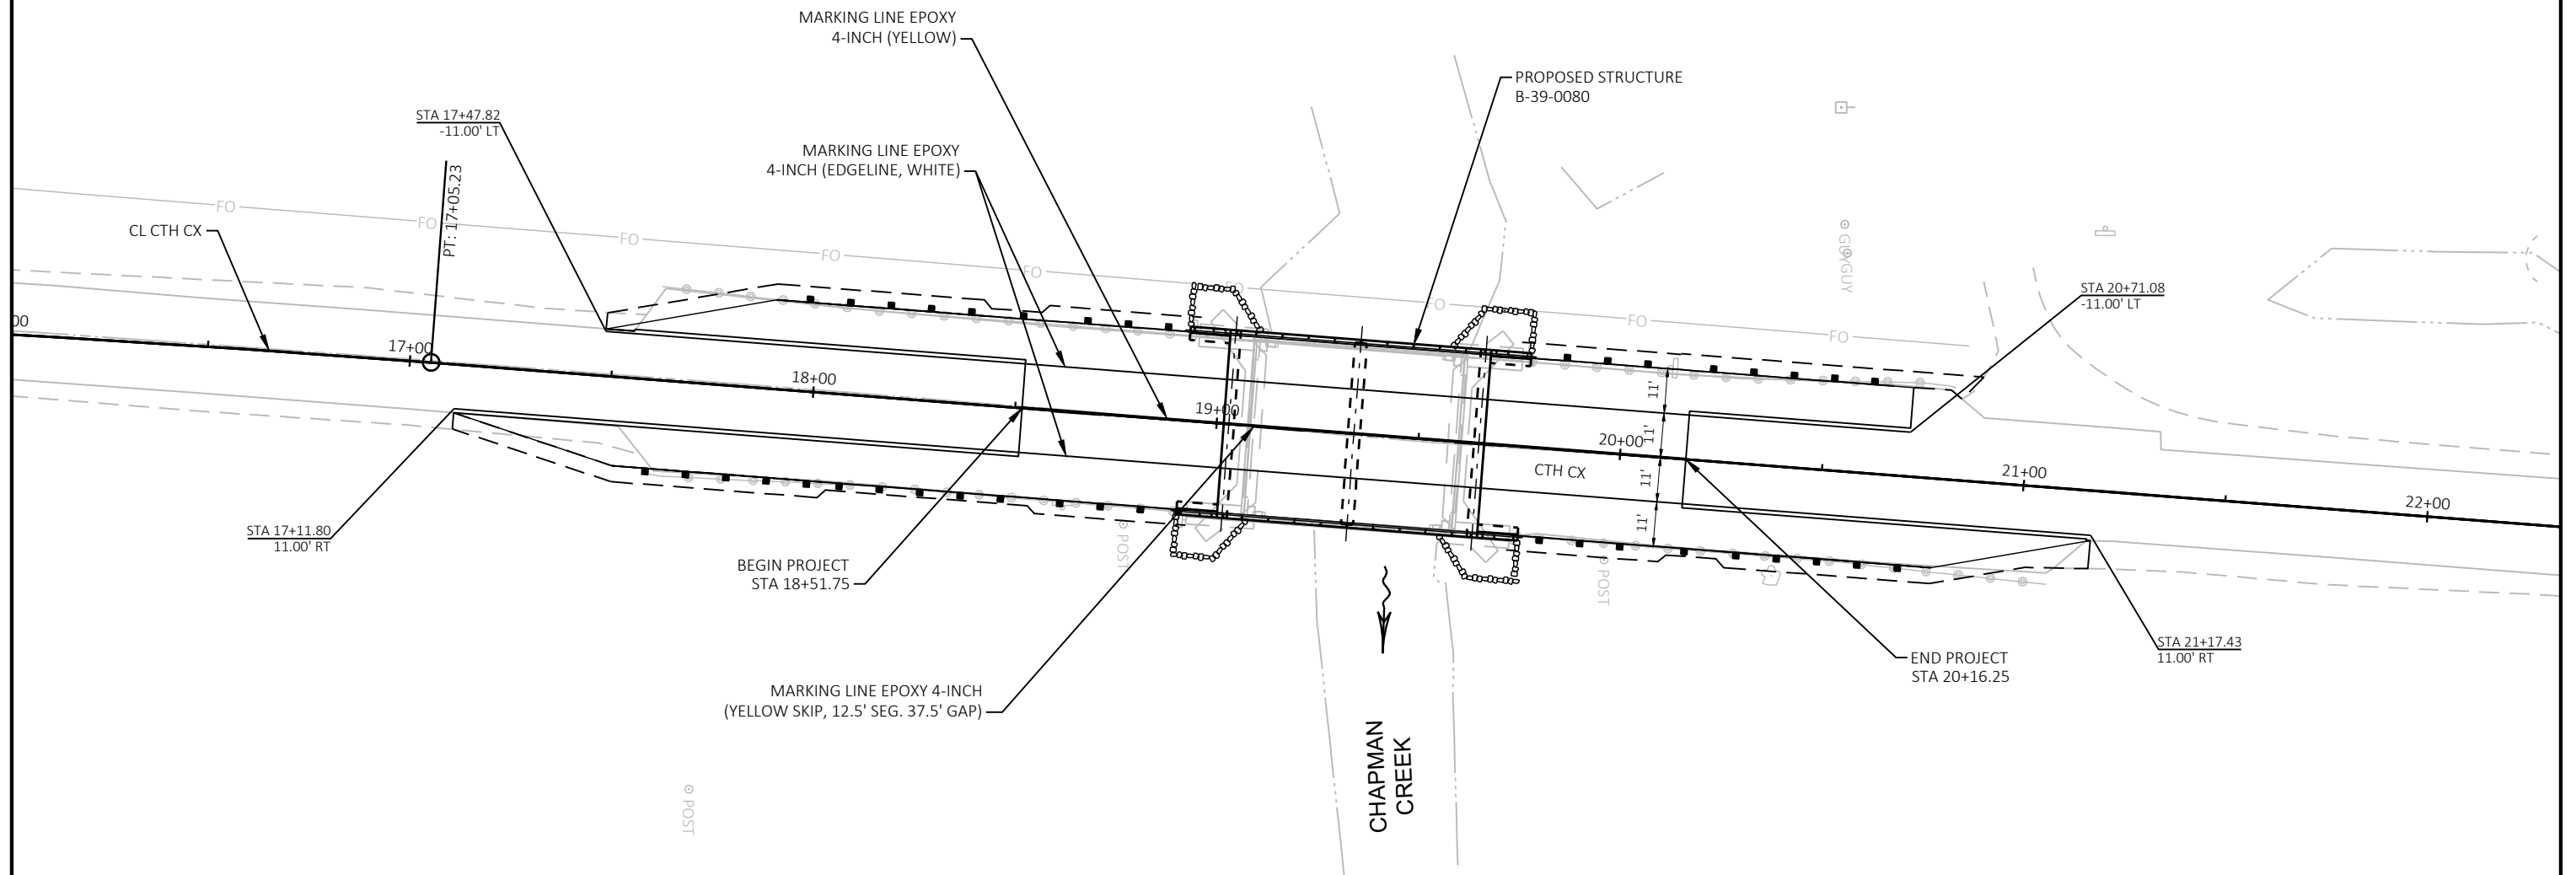 MARKING LINE EPOXY
4-INCH (YELLOW)
PROPOSED STRUCTURE
B-39-0080
STA 17+47.82
-11.00' LT
MARKING LINE EPOXY
4-INCH (EDGELINE, WHITE)
PT: 17+05.23
CL CTH CX
FO
FO
FO
FO
FO
FO
FO
FO
FO
GUY
GUY
STA 20+71.08
-11.00' LT
00
17+00
18+00
19+00
20+00
21+00
22+00
11'
11'
11'
11'
CTH CX
STA 17+11.80
11.00' RT
BEGIN PROJECT
STA 18+51.75
POST
POST
POST
END PROJECT
STA 20+16.25
STA 21+17.43
11.00' RT
MARKING LINE EPOXY 4-INCH
(YELLOW SKIP, 12.5' SEG. 37.5' GAP)
CHAPMAN
CREEK